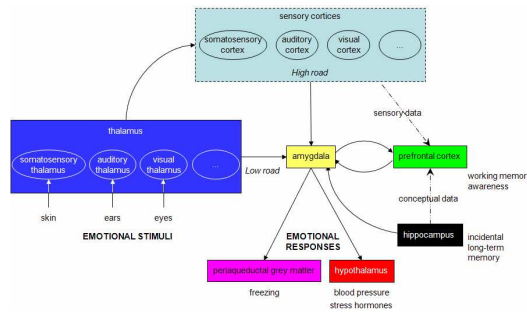 sensory cortices
somatosensory
cortex
auditory
cortex
visual
cortex
...
High road
sensory data
thalamus
somatosensory
thalamus
auditory
thalamus
visual
thalamus
...
Low road
amygdala
prefrontal cortex
working memor
awareness
skin
ears
eyes
conceptual data
EMOTIONAL STIMULI
EMOTIONAL
RESPONSES
hippocampus
incidental
long-term
memory
periaqueductal grey matter
hypothalamus
freezing
blood pressure
stress hormones